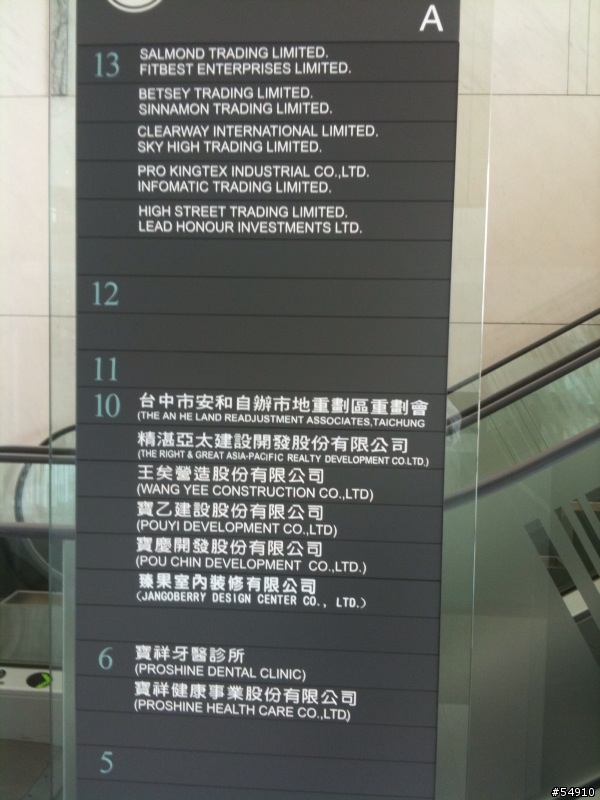 A
13 SALMOND TRADING LIMITED.
FITBEST ENTERPRISES LIMITED.
BETSEY TRADING LIMITED.
SINNAMON TRADING LIMITED.
CLEARWAY INTERNATIONAL LIMITED.
SKY HIGH TRADING LIMITED.
PRO KINGTEX INDUSTRIAL CO.,LTD.
INFOMATIC TRADING LIMITED.
HIGH STREET TRADING LIMITED.
LEAD HONOUR INVESTMENTS LTD.
12
11
10 台中市安和自辦市地重劃區重劃會
(THE AN HE LAND READJUSTMENT ASSOCIATES,TAICHUNG
精湛亞太建設開發股份有限公司
(THE RIGHT & GREAT ASIA-PACIFIC REALTY DEVELOPMENT CO.LTD.)
王矣營造股份有限公司
(WANG YEE CONSTRUCTION CO.,LTD)
寶乙建設股份有限公司
(POUYI DEVELOPMENT CO.,LTD)
寶慶開發股份有限公司
(POU CHIN DEVELOPMENT CO.,LTD.)
臻果室內裝修有限公司
(JANGOBERRY DESIGN CENTER CO., LTD.)
6 寶祥牙醫診所
(PROSHINE DENTAL CLINIC)
寶祥健康事業股份有限公司
(PROSHINE HEALTH CARE CO.,LTD)
5
#54910